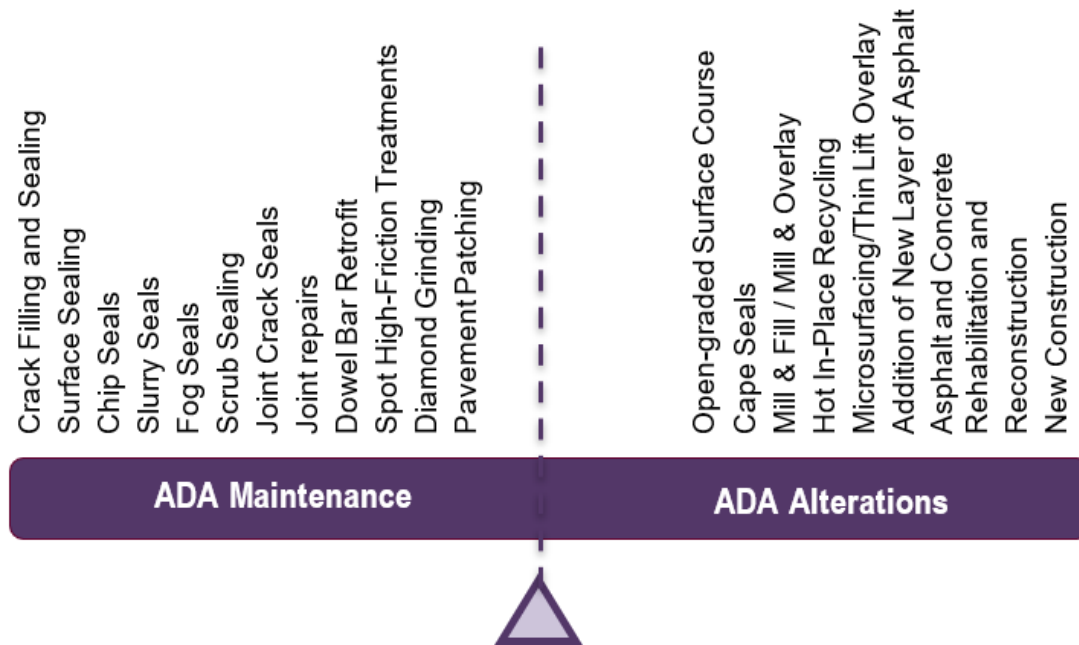 Crack Filling and Sealing
Surface Sealing
Chip Seals
Slurry Seals
Fog Seals
Scrub Sealing
Joint Crack Seals
Joint repairs
Dowel Bar Retrofit
Spot High-Friction Treatments
Diamond Grinding
Pavement Patching
Open-graded Surface Course
Cape Seals
Mill & Fill / Mill & Overlay
Hot In-Place Recycling
Microsurfacing/Thin Lift Overlay
Addition of New Layer of Asphalt
Asphalt and Concrete
Rehabilitation and
Reconstruction
New Construction
ADA Maintenance
ADA Alterations